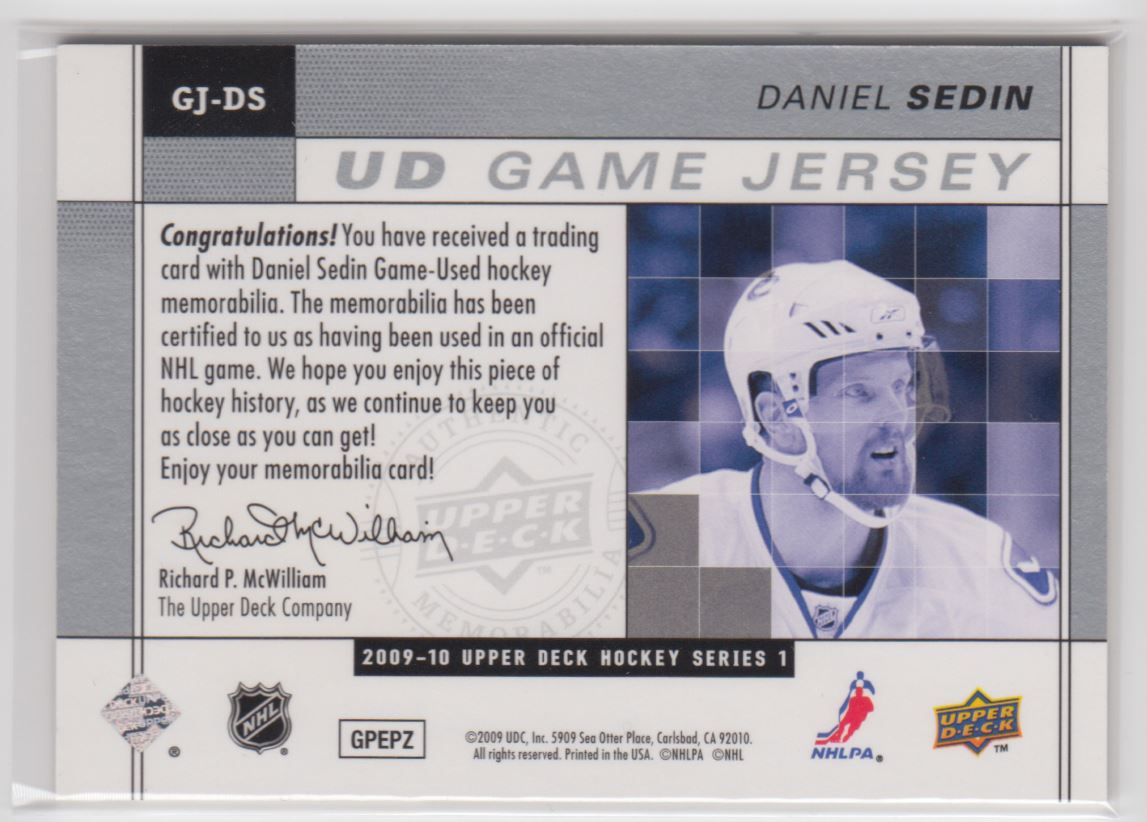 GJ-DS
DANIEL SEDIN
UD GAME JERSEY
Congratulations! You have received a trading
card with Daniel Sedin Game-Used hockey
memorabilia. The memorabilia has been
certified to us as having been used in an official
NHL game. We hope you enjoy this piece of
hockey history, as we continue to keep you
as close as you can get!
Enjoy your memorabilia card!
AUTHENTIC
UPPER
D·E·C·K
TM
MEMORABILIA
Richard McWilliam
Richard P. McWilliam
The Upper Deck Company
2009-10 UPPER DECK HOCKEY SERIES 1
®
NHL
®
GPEPZ
©2009 UDC, Inc. 5909 Sea Otter Place, Carlsbad, CA 92010.
All rights reserved. Printed in the USA. ©NHLPA ©NHL
NHLPA®
UPPER
D·E·C·K
TM